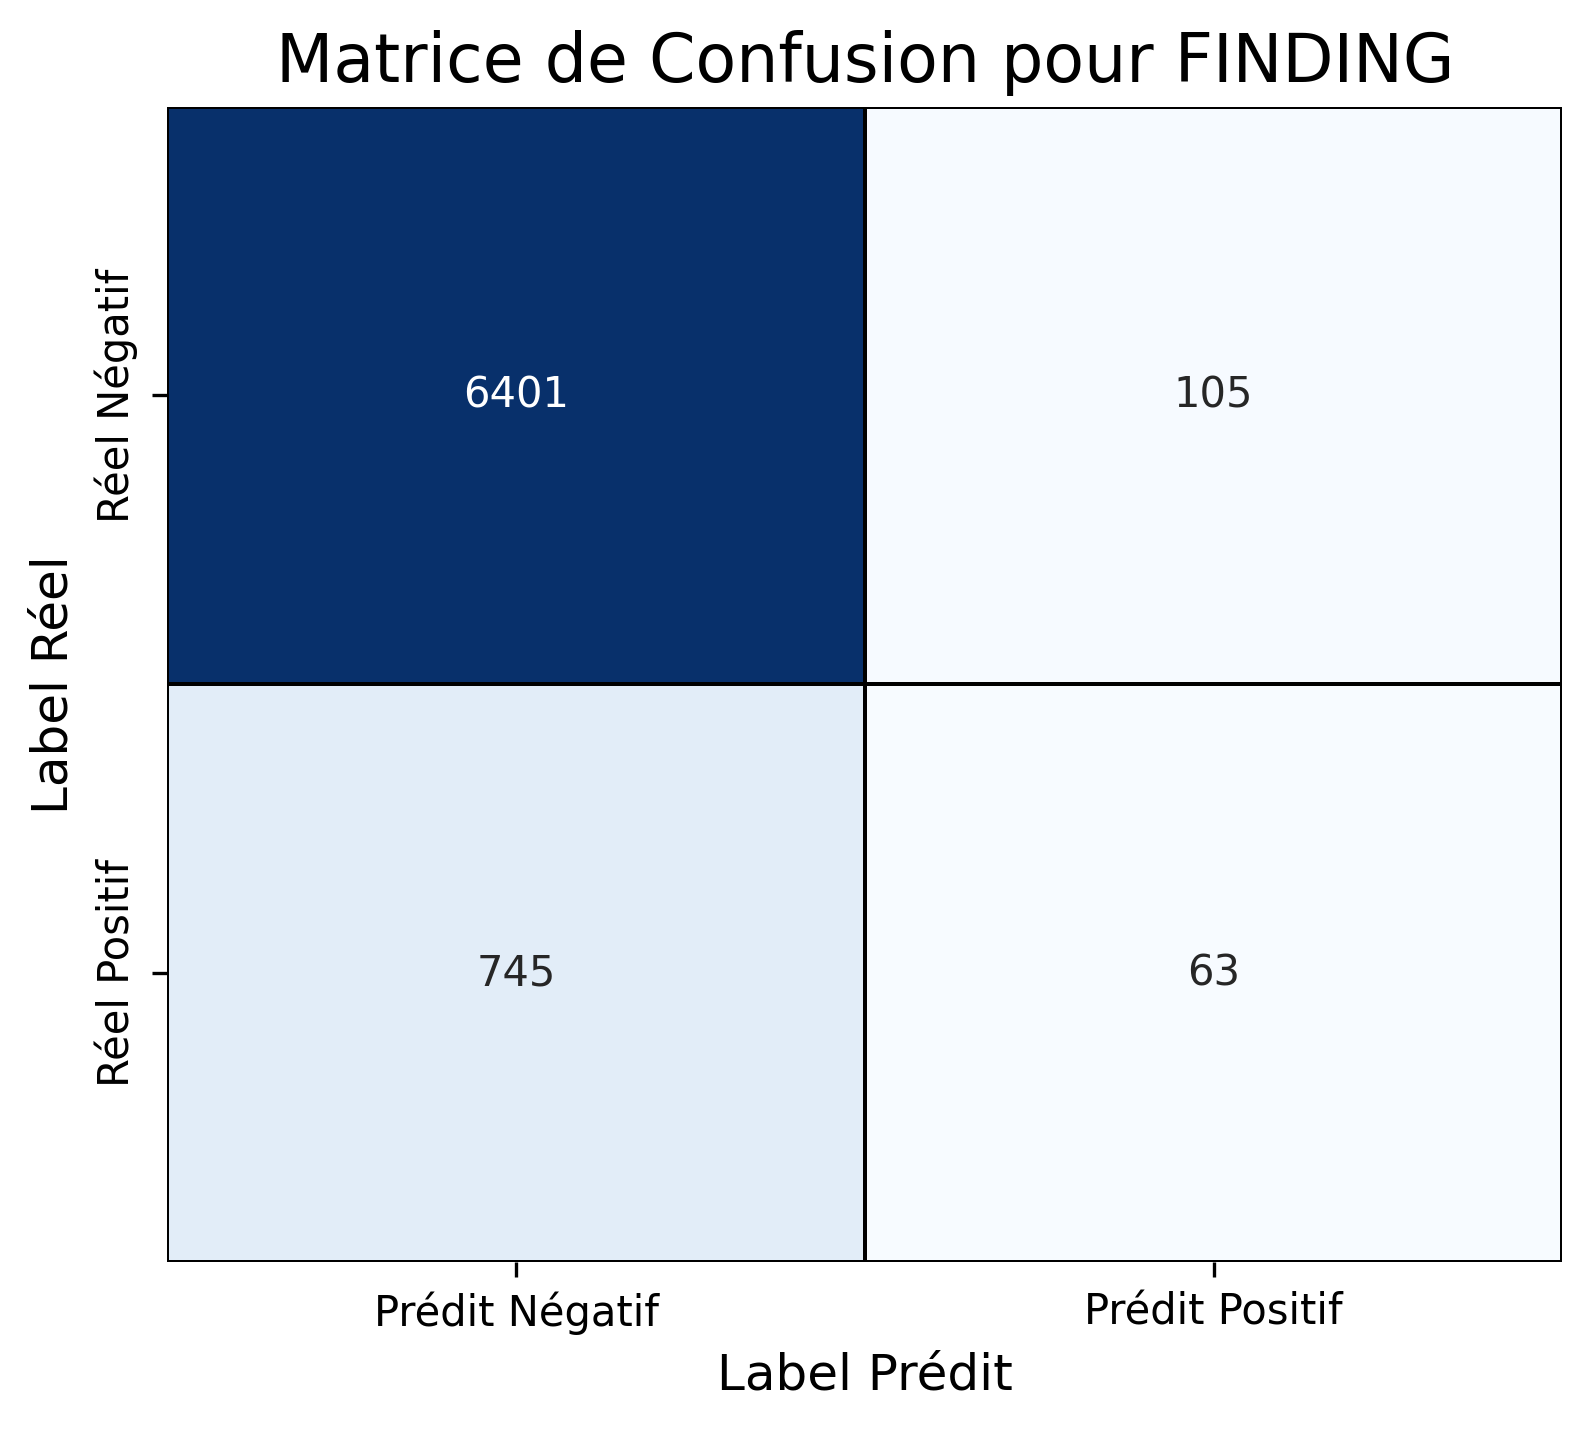 Matrice de Confusion pour FINDING
Label Réel
Réel Négatif
6401
105
Réel Positif
745
63
Prédit Négatif
Prédit Positif
Label Prédit